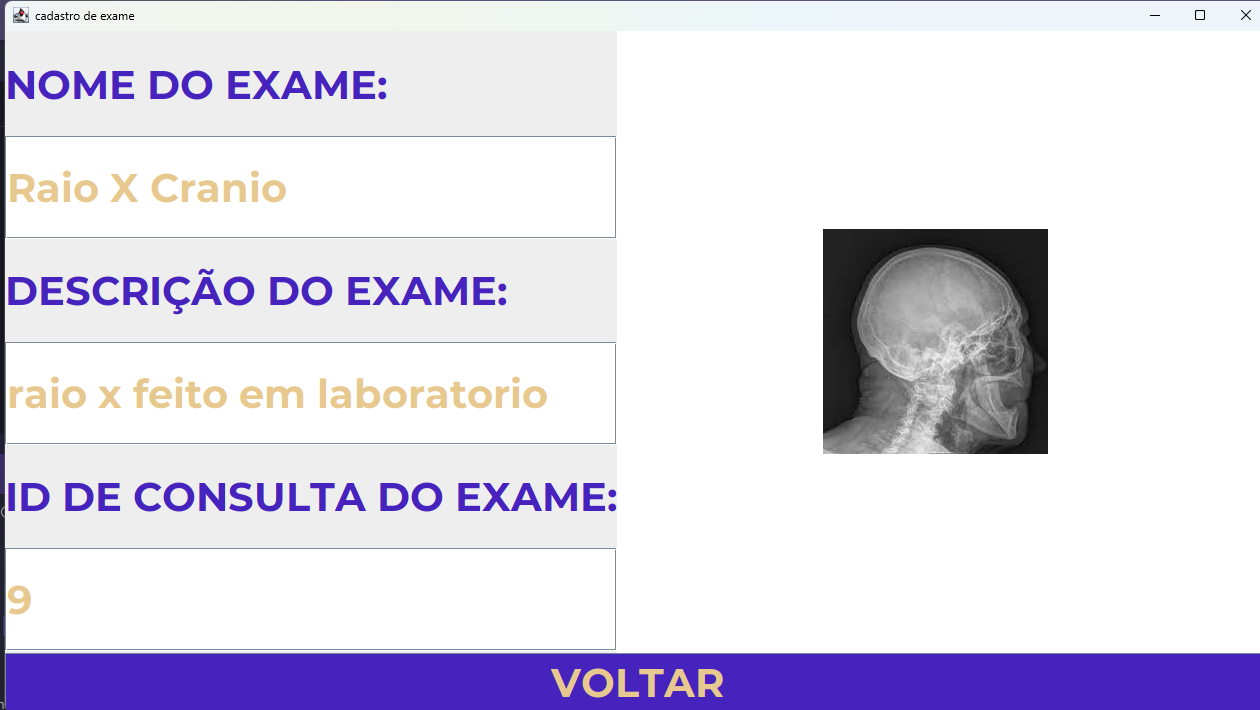 cadastro de exame
NOME DO EXAME:
Raio X Cranio
DESCRIÇÃO DO EXAME:
raio x feito em laboratorio
ID DE CONSULTA DO EXAME:
9
VOLTAR